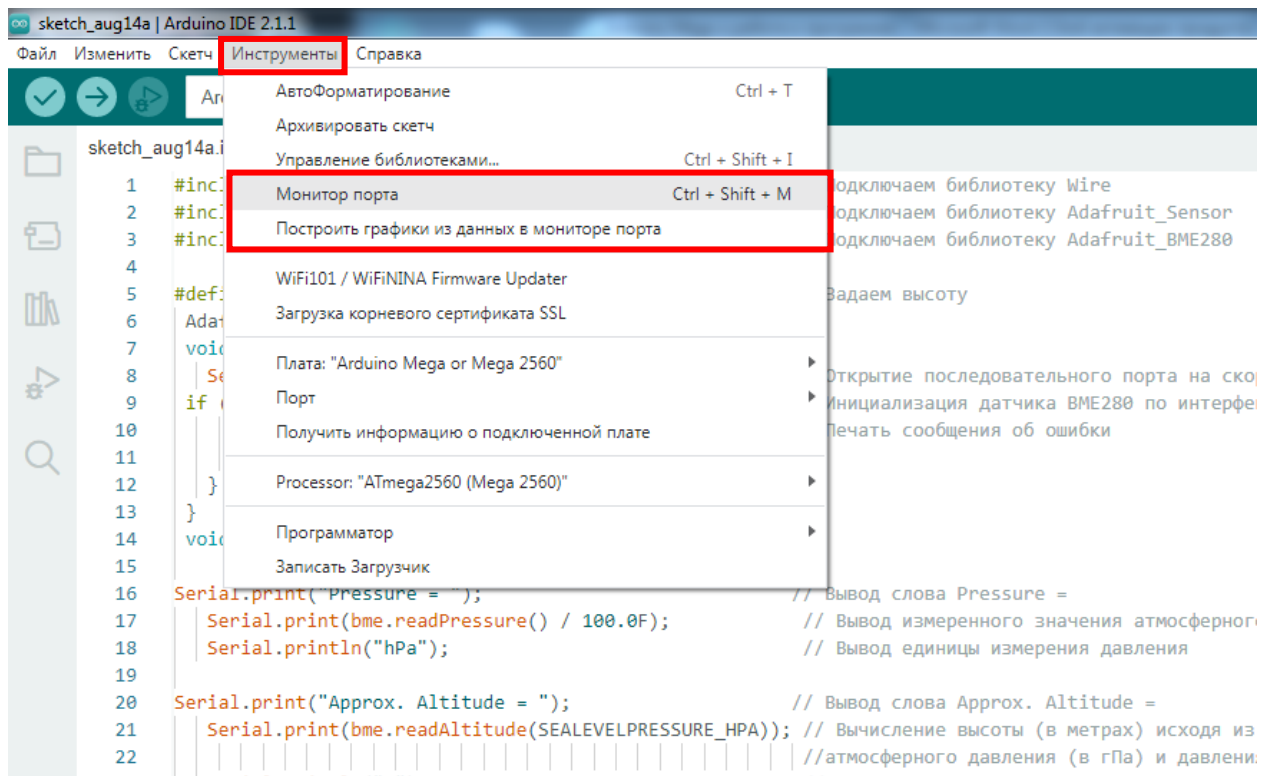 sketch_aug14a | Arduino IDE 2.1.1
Файл Изменить Скетч Инструменты Справка
АвтоФорматирование Ctrl + T
Архивировать скетч
Управление библиотеками... Ctrl + Shift + I
Монитор порта Ctrl + Shift + M
Построить графики из данных в мониторе порта
WiFi101 / WiFiNINA Firmware Updater
Загрузка корневого сертификата SSL
Плата: "Arduino Mega or Mega 2560"
Порт
Получить информацию о подключенной плате
Processor: "ATmega2560 (Mega 2560)"
Программатор
Записать Загрузчик
sketch_aug14a.i
1 #incl Подключаем библиотеку Wire
2 #incl Подключаем библиотеку Adafruit_Sensor
3 #incl Подключаем библиотеку Adafruit_BME280
4
5 #def Задаем высоту
6 Ada
7 voi
8 Se Открытие последовательного порта на ско
9 if Инициализация датчика BME280 по интерфе
10 Печать сообщения об ошибки
11
12 }
13 }
14 voi
15
16 Serial.print("Pressure = "); // Вывод слова Pressure =
17 Serial.print(bme.readPressure() / 100.0F); // Вывод измеренного значения атмосферног
18 Serial.println("hPa"); // Вывод единицы измерения давления
19
20 Serial.print("Approx. Altitude = "); // Вывод слова Approx. Altitude =
21 Serial.print(bme.readAltitude(SEALEVELPRESSURE_HPA)); // Вычисление высоты (в метрах) исходя из
22 //атмосферного давления (в гПа) и давлени